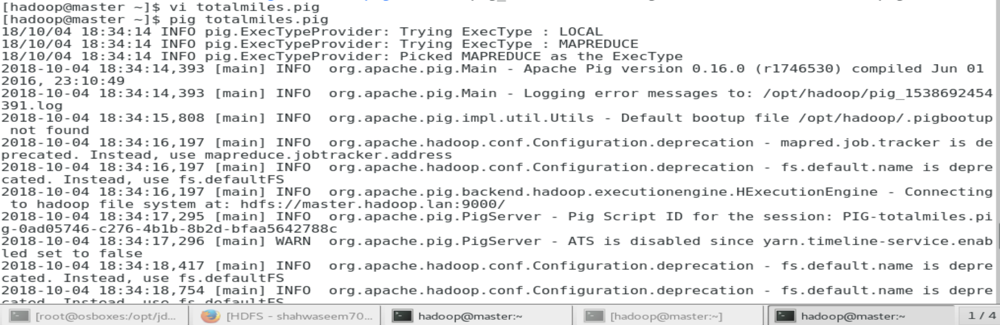 [hadoop@master ~]$ vi totalmiles.pig
[hadoop@master ~]$ pig totalmiles.pig
18/10/04 18:34:14 INFO pig.ExecTypeProvider: Trying ExecType : LOCAL
18/10/04 18:34:14 INFO pig.ExecTypeProvider: Trying ExecType : MAPREDUCE
18/10/04 18:34:14 INFO pig.ExecTypeProvider: Picked MAPREDUCE as the ExecType
2018-10-04 18:34:14,393 [main] INFO  org.apache.pig.Main - Apache Pig version 0.16.0 (r1746530) compiled Jun 01
2016, 23:10:49
2018-10-04 18:34:14,393 [main] INFO  org.apache.pig.Main - Logging error messages to: /opt/hadoop/pig_1538692454
391.log
2018-10-04 18:34:15,808 [main] INFO  org.apache.pig.impl.util.Utils - Default bootup file /opt/hadoop/.pigbootup
 not found
2018-10-04 18:34:16,197 [main] INFO  org.apache.hadoop.conf.Configuration.deprecation - mapred.job.tracker is de
precated. Instead, use mapreduce.jobtracker.address
2018-10-04 18:34:16,197 [main] INFO  org.apache.hadoop.conf.Configuration.deprecation - fs.default.name is depre
cated. Instead, use fs.defaultFS
2018-10-04 18:34:16,197 [main] INFO  org.apache.pig.backend.hadoop.executionengine.HExecutionEngine - Connecting
 to hadoop file system at: hdfs://master.hadoop.lan:9000/
2018-10-04 18:34:17,295 [main] INFO  org.apache.pig.PigServer - Pig Script ID for the session: PIG-totalmiles.pi
g-0ad05746-c276-4b1b-8b2d-bfaa5642788c
2018-10-04 18:34:17,296 [main] WARN  org.apache.pig.PigServer - ATS is disabled since yarn.timeline-service.enab
led set to false
2018-10-04 18:34:18,417 [main] INFO  org.apache.hadoop.conf.Configuration.deprecation - fs.default.name is depre
cated. Instead, use fs.defaultFS
2018-10-04 18:34:18,754 [main] INFO  org.apache.hadoop.conf.Configuration.deprecation - fs.default.name is depre
cated. Instead, use fs.defaultFS
[root@osboxes:/opt/jd... [HDFS - shahwaseem70... hadoop@master:~ [hadoop@master:~] hadoop@master:~ 1 / 4